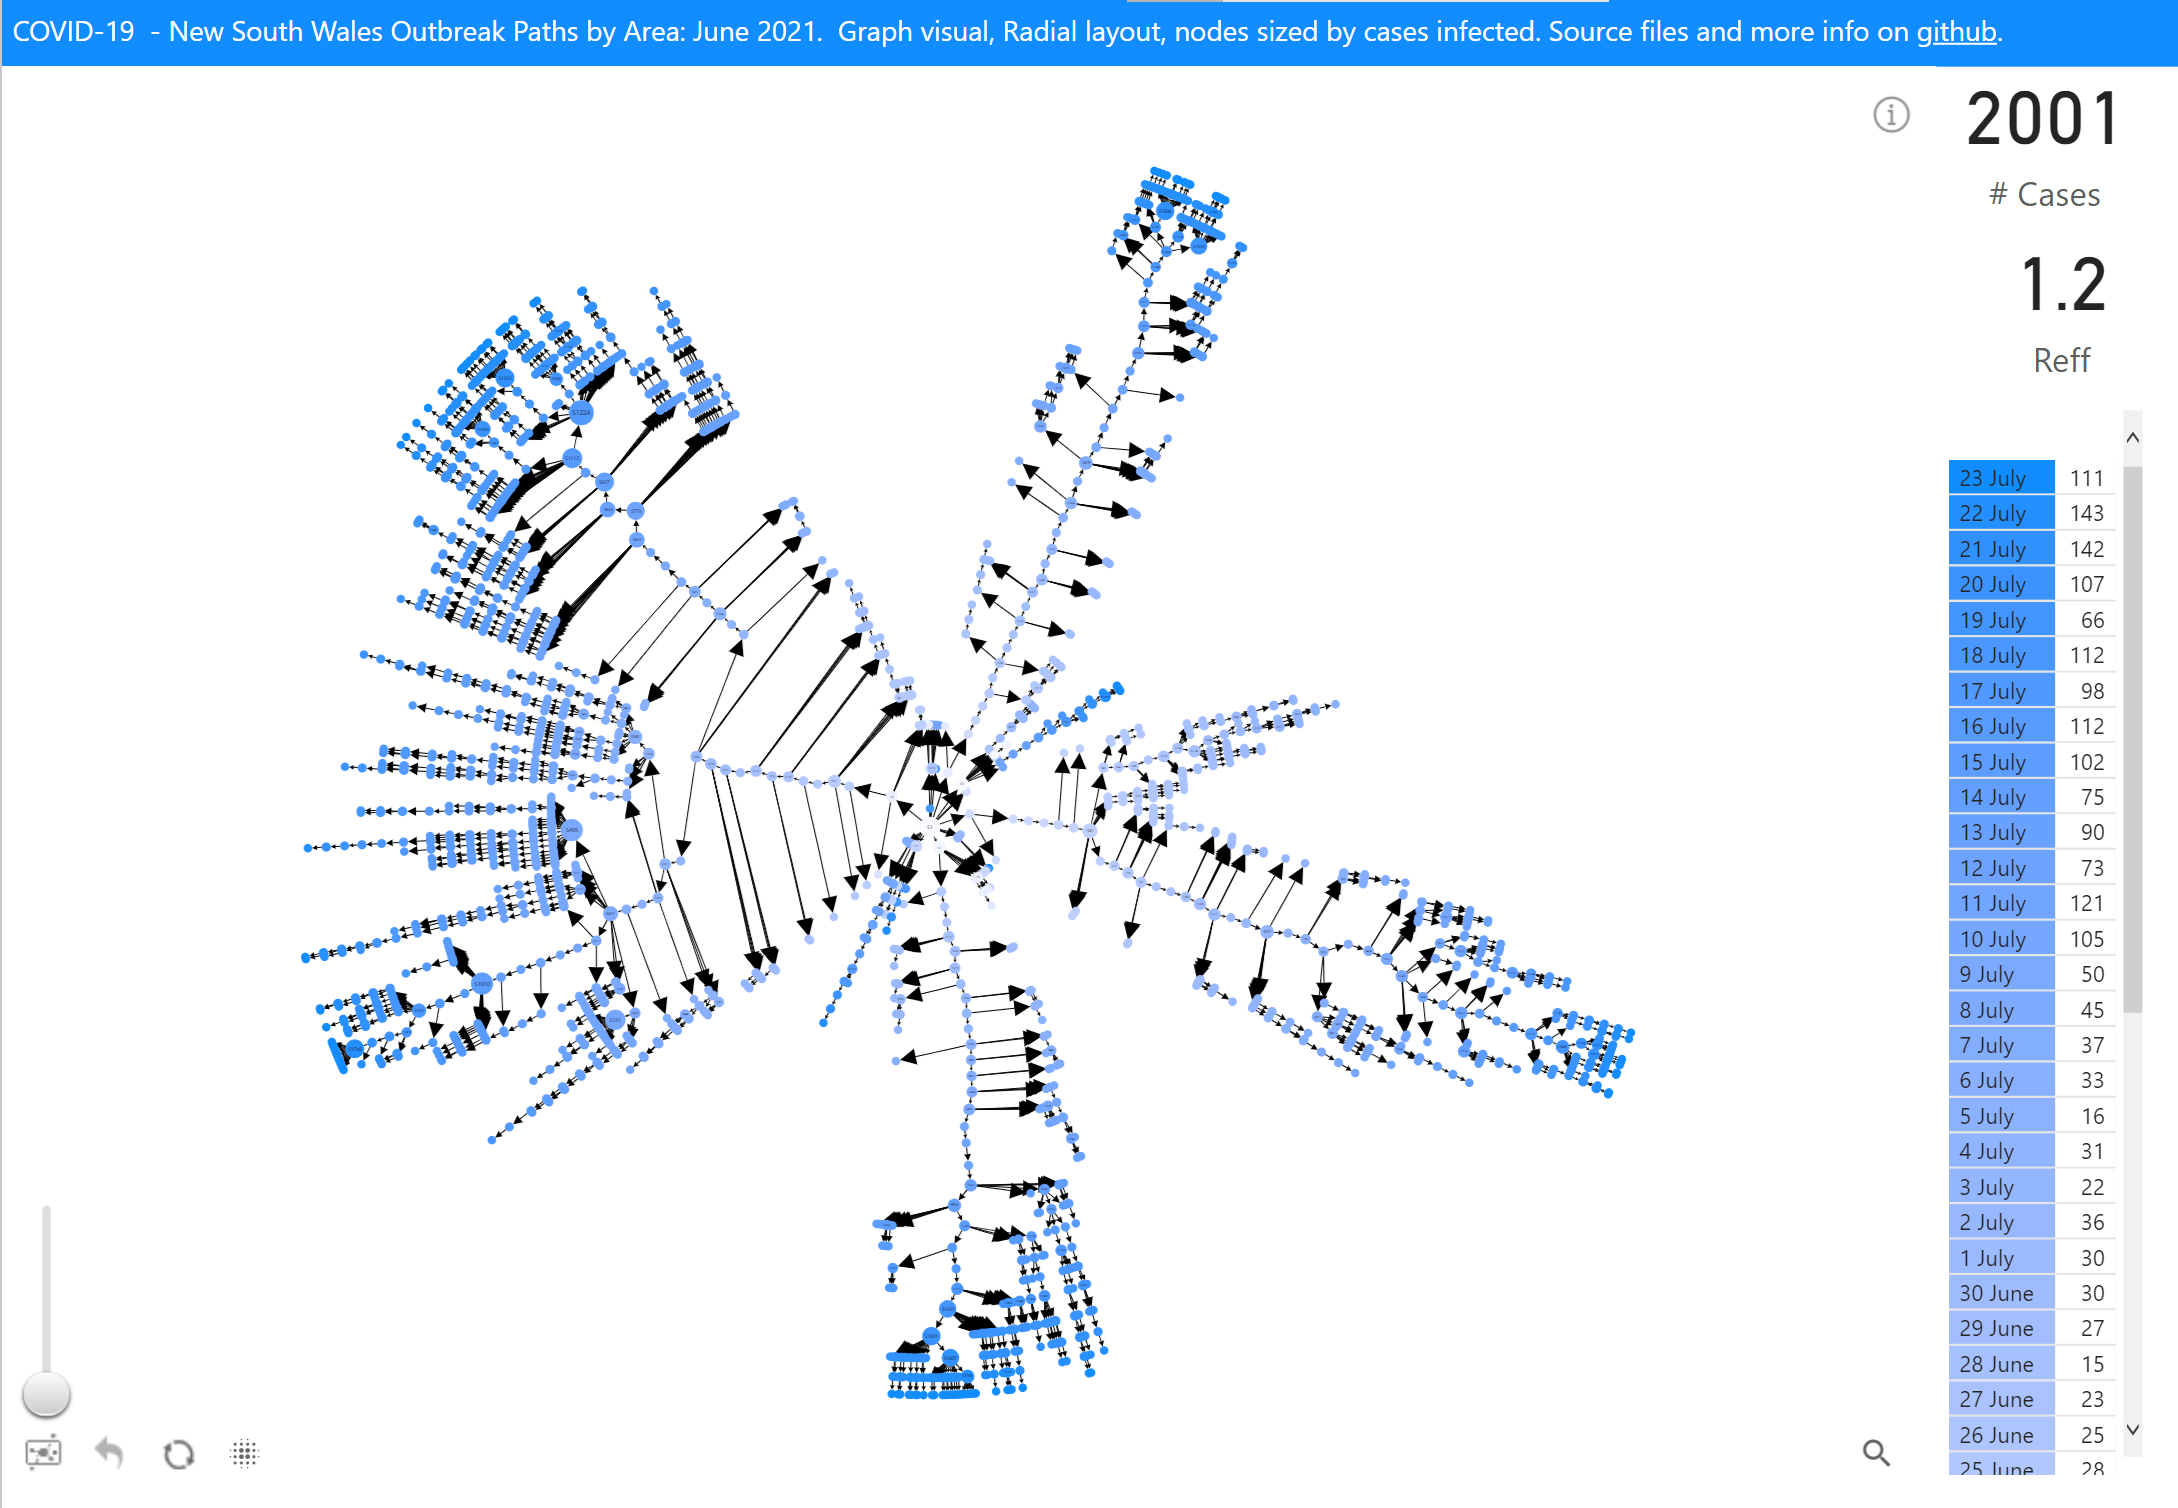 COVID-19 - New South Wales Outbreak Paths by Area: June 2021. Graph visual, Radial layout, nodes sized by cases infected. Source files and more info on github.
2001
# Cases
1.2
Reff
23 July 111
22 July 143
21 July 142
20 July 107
19 July 66
18 July 112
17 July 98
16 July 112
15 July 102
14 July 75
13 July 90
12 July 73
11 July 121
10 July 105
9 July 50
8 July 45
7 July 37
6 July 33
5 July 16
4 July 31
3 July 22
2 July 36
1 July 30
30 June 30
29 June 27
28 June 15
27 June 23
26 June 25
25 June 28
S1224